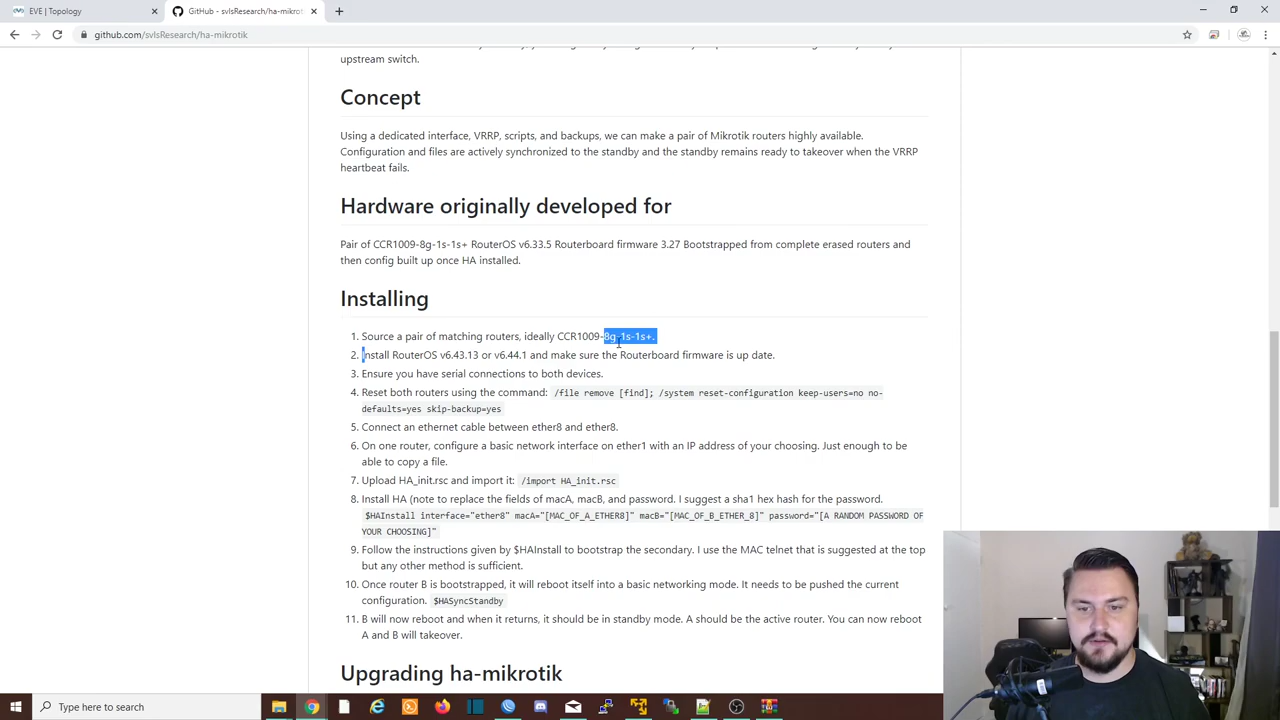 EVE | Topology
GitHub - svlsResearch/ha-mikrot
github.com/svlsResearch/ha-mikrotik
upstream switch.
Concept
Using a dedicated interface, VRRP, scripts, and backups, we can make a pair of Mikrotik routers highly available.
Configuration and files are actively synchronized to the standby and the standby remains ready to takeover when the VRRP
heartbeat fails.
Hardware originally developed for
Pair of CCR1009-8g-1s-1s+ RouterOS v6.33.5 Routerboard firmware 3.27 Bootstrapped from complete erased routers and
then config built up once HA installed.
Installing
1. Source a pair of matching routers, ideally CCR1009-8g-1s-1s+.
2. Install RouterOS v6.43.13 or v6.44.1 and make sure the Routerboard firmware is up date.
3. Ensure you have serial connections to both devices.
4. Reset both routers using the command: /file remove [find]; /system reset-configuration keep-users=no no-
defaults=yes skip-backup=yes
5. Connect an ethernet cable between ether8 and ether8.
6. On one router, configure a basic network interface on ether1 with an IP address of your choosing. Just enough to be
able to copy a file.
7. Upload HA_init.rsc and import it: /import HA_init.rsc
8. Install HA (note to replace the fields of macA, macB, and password. I suggest a sha1 hex hash for the password.
$HAInstall interface="ether8" macA="[MAC_OF_A_ETHER8]" macB="[MAC_OF_B_ETHER_8]" password="[A RANDOM PASSWORD OF
YOUR CHOOSING]"
9. Follow the instructions given by $HAInstall to bootstrap the secondary. I use the MAC telnet that is suggested at the top
but any other method is sufficient.
10. Once router B is bootstrapped, it will reboot itself into a basic networking mode. It needs to be pushed the current
configuration. $HASyncStandby
11. B will now reboot and when it returns, it should be in standby mode. A should be the active router. You can now reboot
A and B will takeover.
Upgrading ha-mikrotik
Type here to search